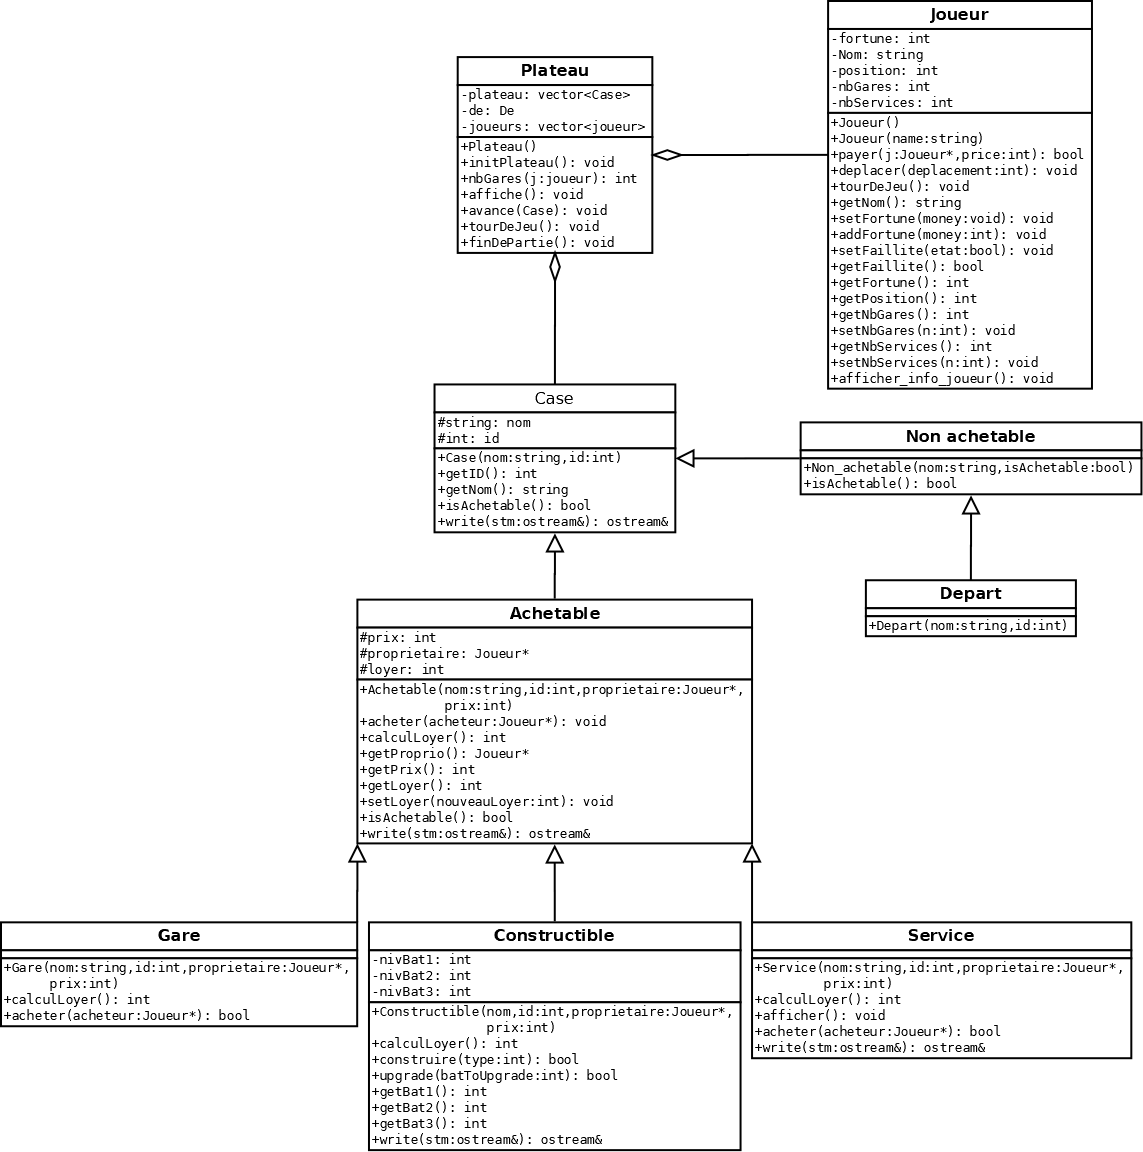 Joueur
-fortune: int
-Nom: string
-position: int
-nbGares: int
-nbServices: int
+Joueur()
+Joueur(name:string)
+payer(j:Joueur*,price:int): bool
+deplacer(deplacement:int): void
+tourDeJeu(): void
+getNom(): string
+setFortune(money:void): void
+addFortune(money:int): void
+setFaillite(etat:bool): void
+getFaillite(): bool
+getFortune(): int
+getPosition(): int
+getNbGares(): int
+setNbGares(n:int): void
+getNbServices(): int
+setNbServices(n:int): void
+afficher_info_joueur(): void
Plateau
-plateau: vector<Case>
-de: De
-joueurs: vector<joueur>
+Plateau()
+initPlateau(): void
+nbGares(j:joueur): int
+affiche(): void
+avance(Case): void
+tourDeJeu(): void
+finDePartie(): void
Case
#string: nom
#int: id
+Case(nom:string,id:int)
+getID(): int
+getNom(): string
+isAchetable(): bool
+write(stm:ostream&): ostream&
Non achetable
+Non_achetable(nom:string,isAchetable:bool)
+isAchetable(): bool
Depart
+Depart(nom:string,id:int)
Achetable
#prix: int
#proprietaire: Joueur*
#loyer: int
+Achetable(nom:string,id:int,proprietaire:Joueur*,
prix:int)
+acheter(acheteur:Joueur*): void
+calculLoyer(): int
+getProprio(): Joueur*
+getPrix(): int
+getLoyer(): int
+setLoyer(nouveauLoyer:int): void
+isAchetable(): bool
+write(stm:ostream&): ostream&
Gare
+Gare(nom:string,id:int,proprietaire:Joueur*,
prix:int)
+calculLoyer(): int
+acheter(acheteur:Joueur*): bool
Constructible
-nivBat1: int
-nivBat2: int
-nivBat3: int
+Constructible(nom,id:int,proprietaire:Joueur*,
prix:int)
+calculLoyer(): int
+construire(type:int): bool
+upgrade(batToUpgrade:int): bool
+getBat1(): int
+getBat2(): int
+getBat3(): int
+write(stm:ostream&): ostream&
Service
+Service(nom:string,id:int,proprietaire:Joueur*,
prix:int)
+calculLoyer(): int
+afficher(): void
+acheter(acheteur:Joueur*): bool
+write(stm:ostream&): ostream&